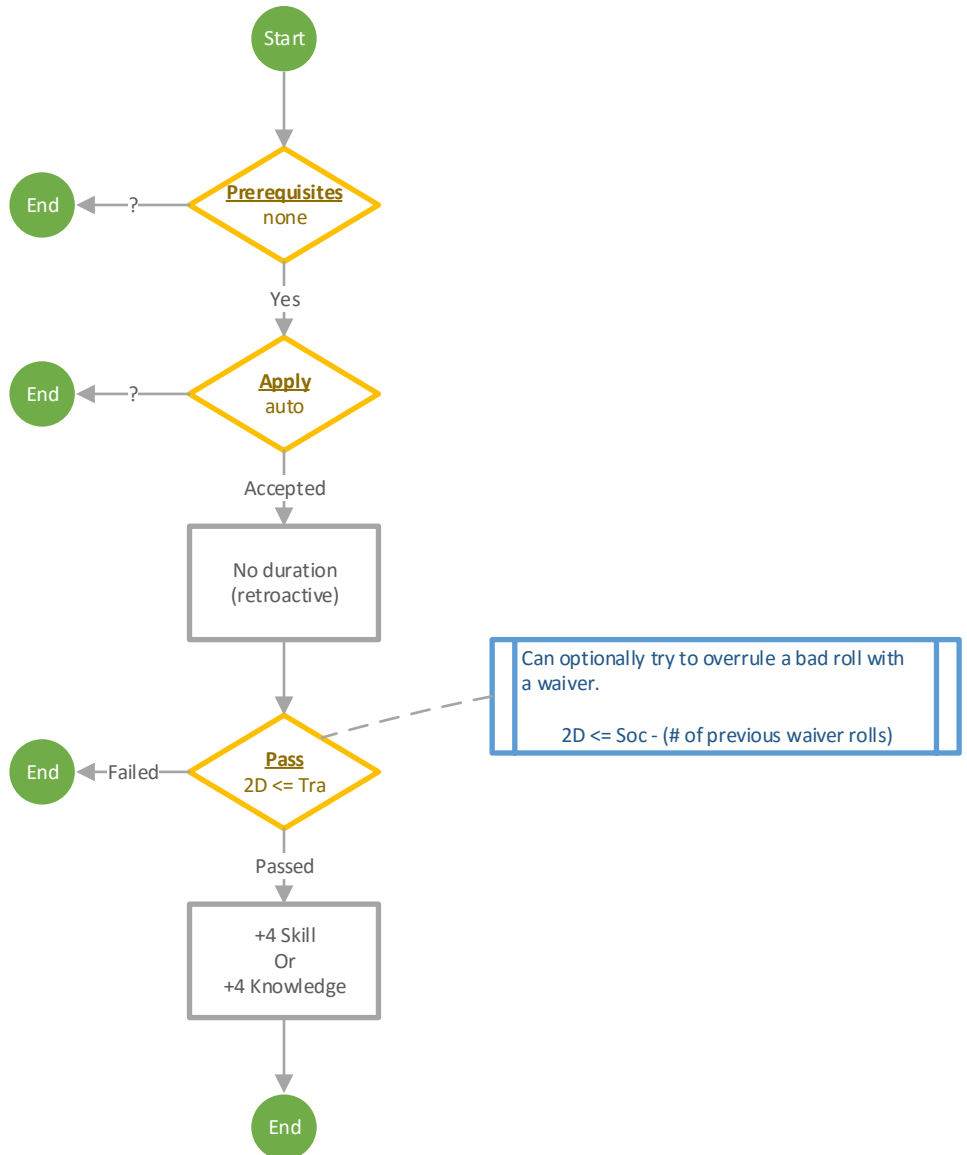 Start
Prerequisites
none
End
?
Yes
Apply
auto
End
?
Accepted
No duration
(retroactive)
Can optionally try to overrule a bad roll with
a waiver.
2D <= Soc - (# of previous waiver rolls)
Pass
2D <= Tra
End
Failed
Passed
+4 Skill
Or
+4 Knowledge
End